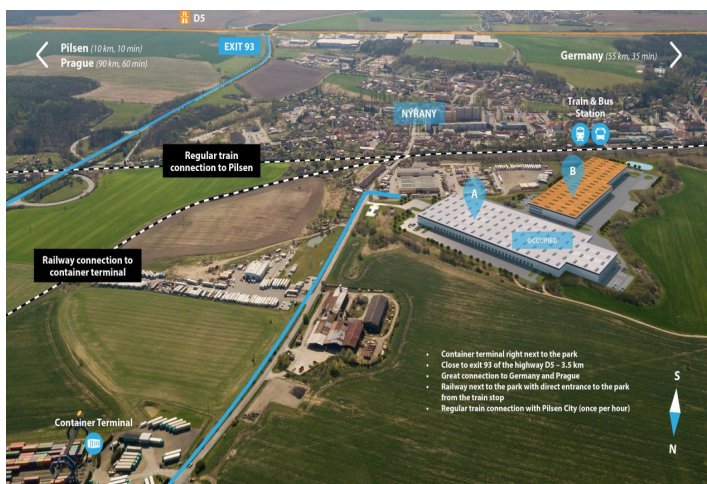 D5
EXIT 93
Pilsen (10 km, 10 min)
Prague (90 km, 60 min)
Germany (55 km, 35 min)
NÝŘANY
Train & Bus
Station
Regular train
connection to Pilsen
A
B
OCCUPIED
Railway connection to
container terminal
• Container terminal right next to the park
• Close to exit 93 of the highway D5 – 3.5 km
• Great connection to Germany and Prague
• Railway next to the park with direct entrance to the park
from the train stop
• Regular train connection with Pilsen City (once per hour)
S
N
Container Terminal